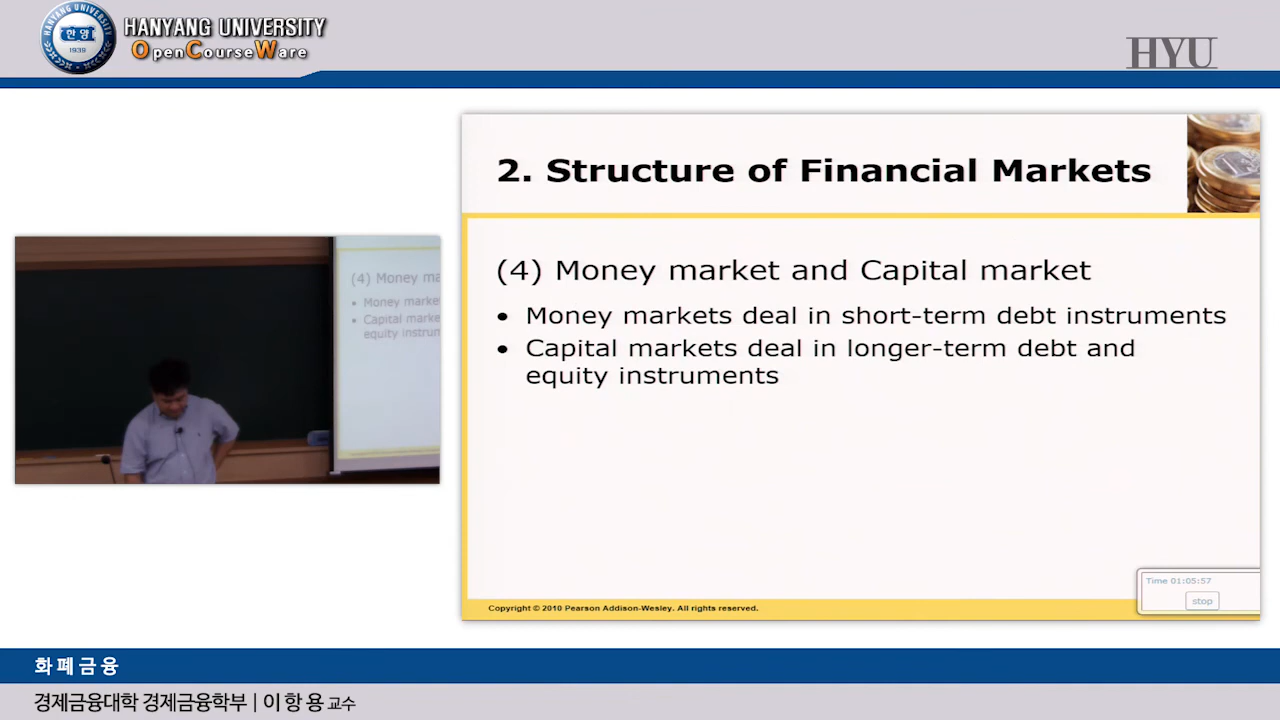 HANYANG UNIVERSITY
OpenCourseWare
HANYANG UNIVERSITY
한양
1939
HYU
2. Structure of Financial Markets
(4) Money market and Capital market
• Money markets deal in short-term debt instruments
• Capital markets deal in longer-term debt and
equity instruments
(4) Money ma
• Money market
• Capital marke
equity instrum
Time 01:05:57
stop
Copyright © 2010 Pearson Addison-Wesley. All rights reserved.
화폐금융
경제금융대학 경제금융학부 | 이항용 교수